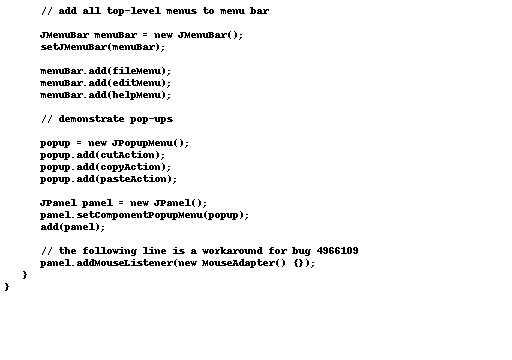 // add all top-level menus to menu bar
JMenuBar menuBar = new JMenuBar();
setJMenuBar(menuBar);
menuBar.add(fileMenu);
menuBar.add(editMenu);
menuBar.add(helpMenu);
// demonstrate pop-ups
popup = new JPopupMenu();
popup.add(cutAction);
popup.add(copyAction);
popup.add(pasteAction);
JPanel panel = new JPanel();
panel.setComponentPopupMenu(popup);
add(panel);
// the following line is a workaround for bug 4966109
panel.addMouseListener(new MouseAdapter() {});
}
}